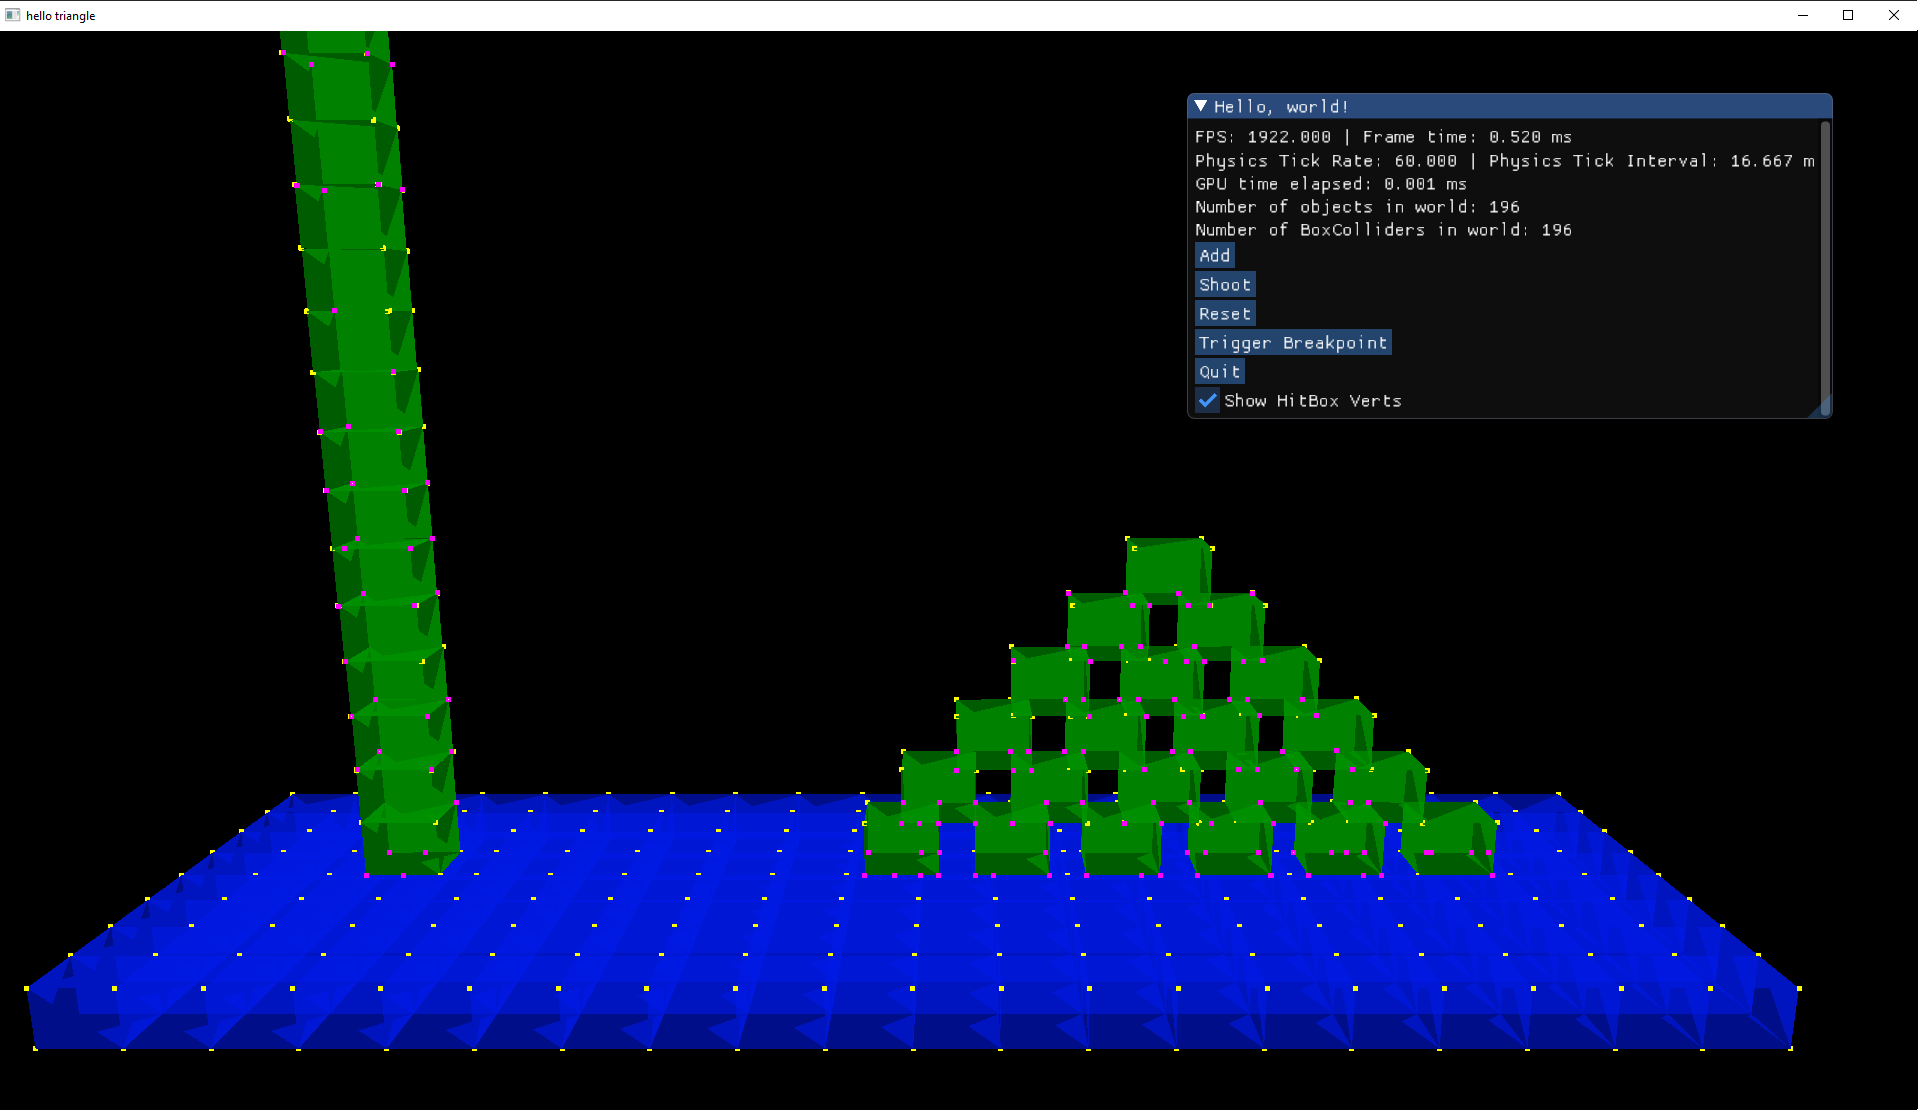 hello triangle
Hello, world!
FPS: 1922.000 | Frame time: 0.520 ms
Physics Tick Rate: 60.000 | Physics Tick Interval: 16.667 m
GPU time elapsed: 0.001 ms
Number of objects in world: 196
Number of BoxColliders in world: 196
Add
Shoot
Reset
Trigger Breakpoint
Quit
Show HitBox Verts